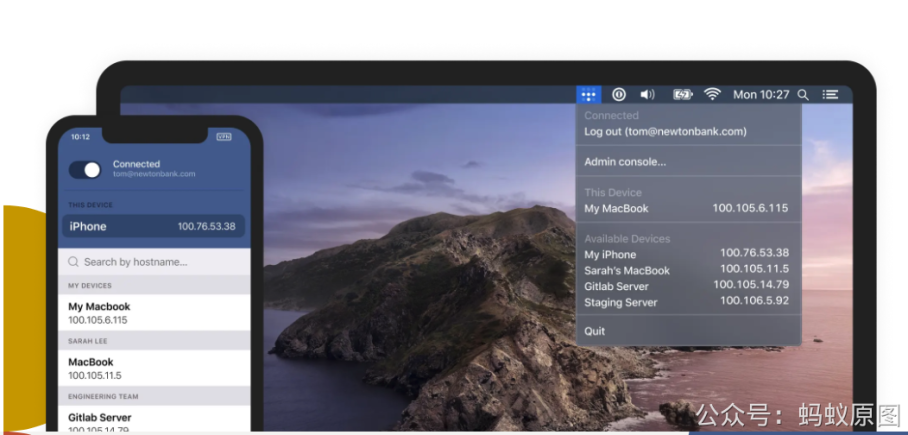 Mon 10:27
Connected
Log out (tom@newtonbank.com)
Admin console...
This Device
My MacBook 100.105.6.115
Available Devices
My iPhone 100.76.53.38
Sarah's MacBook 100.105.11.5
Gitlab Server 100.105.14.79
Staging Server 100.106.5.92
Quit
10:12 VPN
Connected
tom@newtonbank.com
THIS DEVICE
iPhone 100.76.53.38
Search by hostname...
MY DEVICES
My Macbook
100.105.6.115
SARAH LEE
MacBook
100.105.11.5
ENGINEERING TEAM
Gitlab Server
100.105.14.79
公众号：蚂蚁原图